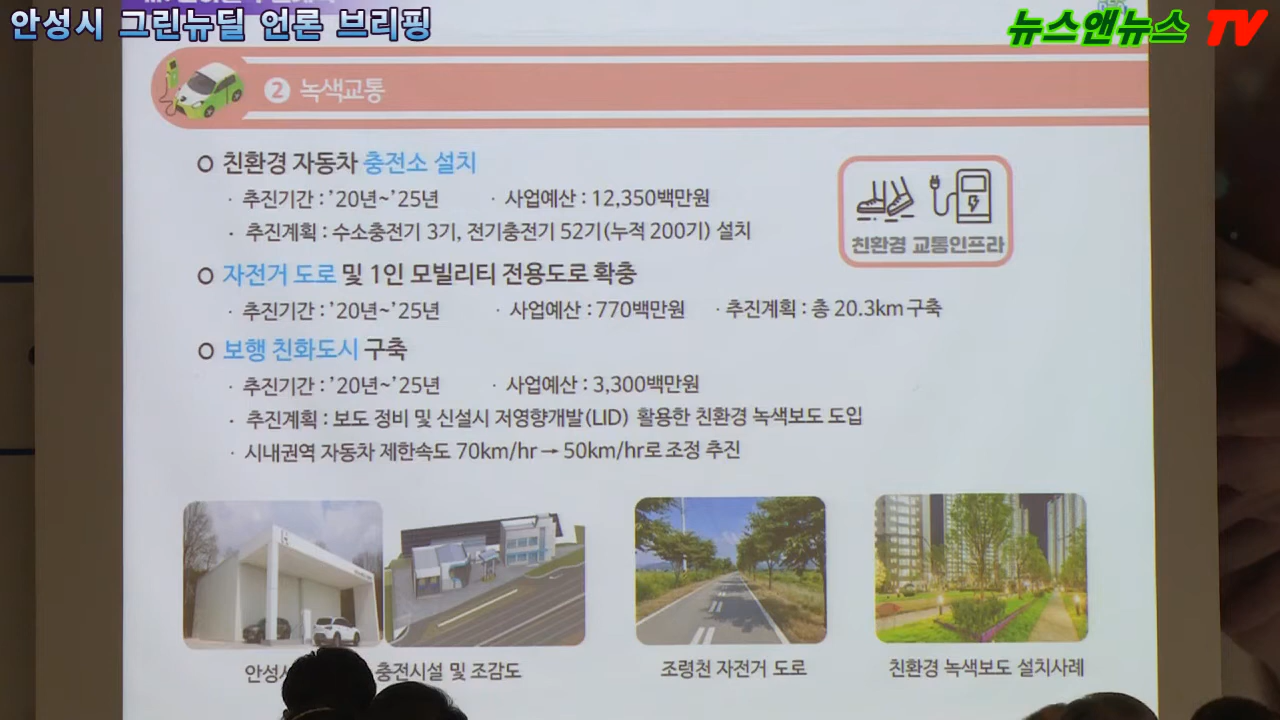 안성시 그린뉴딜 언론 브리핑
뉴스앤뉴스 TV
2 녹색교통
친환경 자동차 충전소 설치
· 추진기간 : ’20년~’25년 · 사업예산 : 12,350백만원
· 추진계획 : 수소충전기 3기, 전기충전기 52기(누적 200기) 설치
친환경 교통인프라
자전거 도로 및 1인 모빌리티 전용도로 확충
· 추진기간 : ’20년~’25년 · 사업예산 : 770백만원 · 추진계획 : 총 20.3km 구축
보행 친화도시 구축
· 추진기간 : ’20년~’25년 · 사업예산 : 3,300백만원
· 추진계획 : 보도 정비 및 신설시 저영향개발(LID) 활용한 친환경 녹색보도 도입
· 시내권역 자동차 제한속도 70km/hr → 50km/hr로 조정 추진
충전시설 및 조감도
조령천 자전거 도로
친환경 녹색보도 설치사례